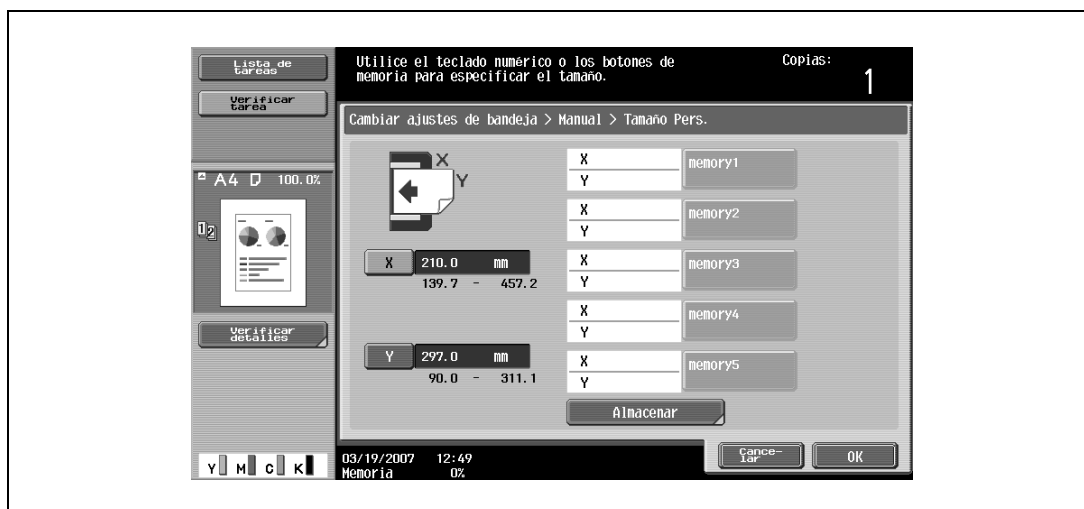 Lista de
tareas
Verificar
tarea
Utilice el teclado numérico o los botones de
memoria para especificar el tamaño.
Copias:
1
Cambiar ajustes de bandeja > Manual > Tamaño Pers.
A4 100.0%
1 2
Verificar
detalles
X
Y
X 210.0 mm
139.7 - 457.2
Y 297.0 mm
90.0 - 311.1
X
Y
memory1
X
Y
memory2
X
Y
memory3
X
Y
memory4
X
Y
memory5
Almacenar
Y M C K
03/19/2007 12:49
Memoria 0%
Cance-
lar
OK